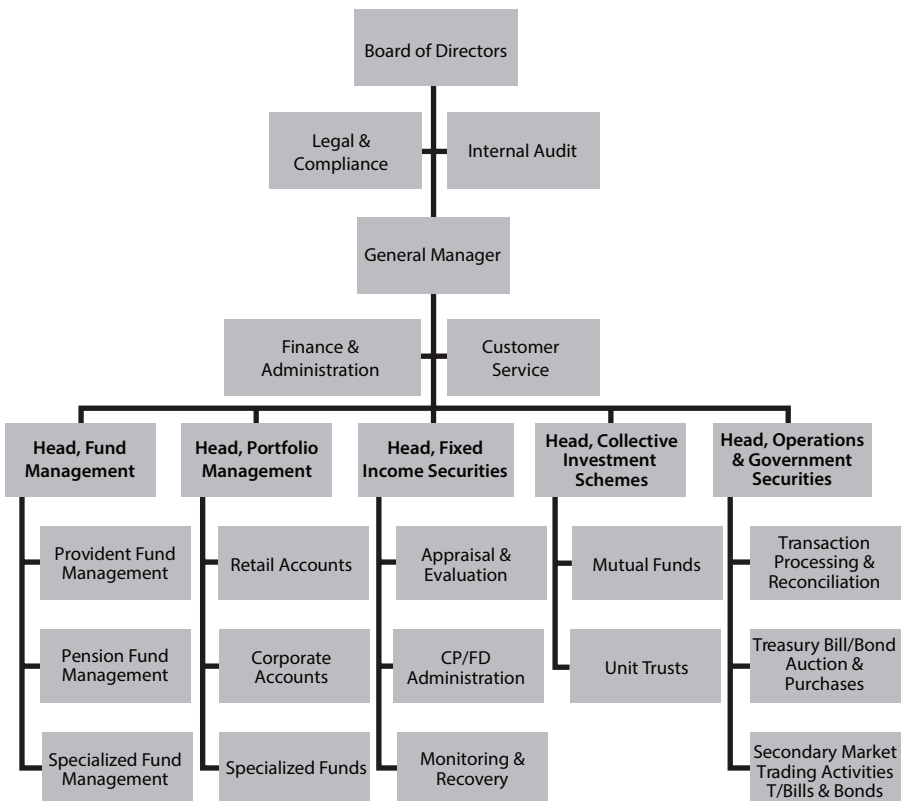 Board of Directors
Legal &
Compliance
Internal Audit
General Manager
Finance &
Administration
Customer
Service
Head, Fund
Management
Head, Portfolio
Management
Head, Fixed
Income Securities
Head, Collective
Investment
Schemes
Head, Operations
& Government
Securities
Provident Fund
Management
Retail Accounts
Appraisal &
Evaluation
Mutual Funds
Transaction
Processing &
Reconciliation
Pension Fund
Management
Corporate
Accounts
CP/FD
Administration
Unit Trusts
Treasury Bill/Bond
Auction &
Purchases
Specialized Fund
Management
Specialized Funds
Monitoring &
Recovery
Secondary Market
Trading Activities
T/Bills & Bonds